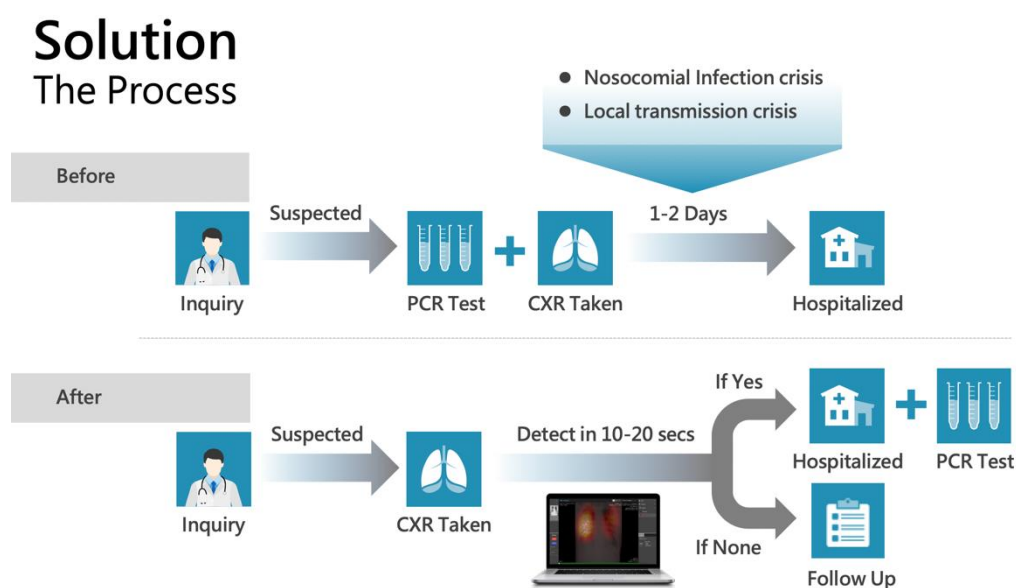 Solution
The Process
● Nosocomial Infection crisis
● Local transmission crisis
Before
Suspected
1-2 Days
Inquiry
PCR Test
CXR Taken
Hospitalized
After
Suspected
Detect in 10-20 secs
If Yes
Hospitalized
PCR Test
Inquiry
CXR Taken
If None
Follow Up